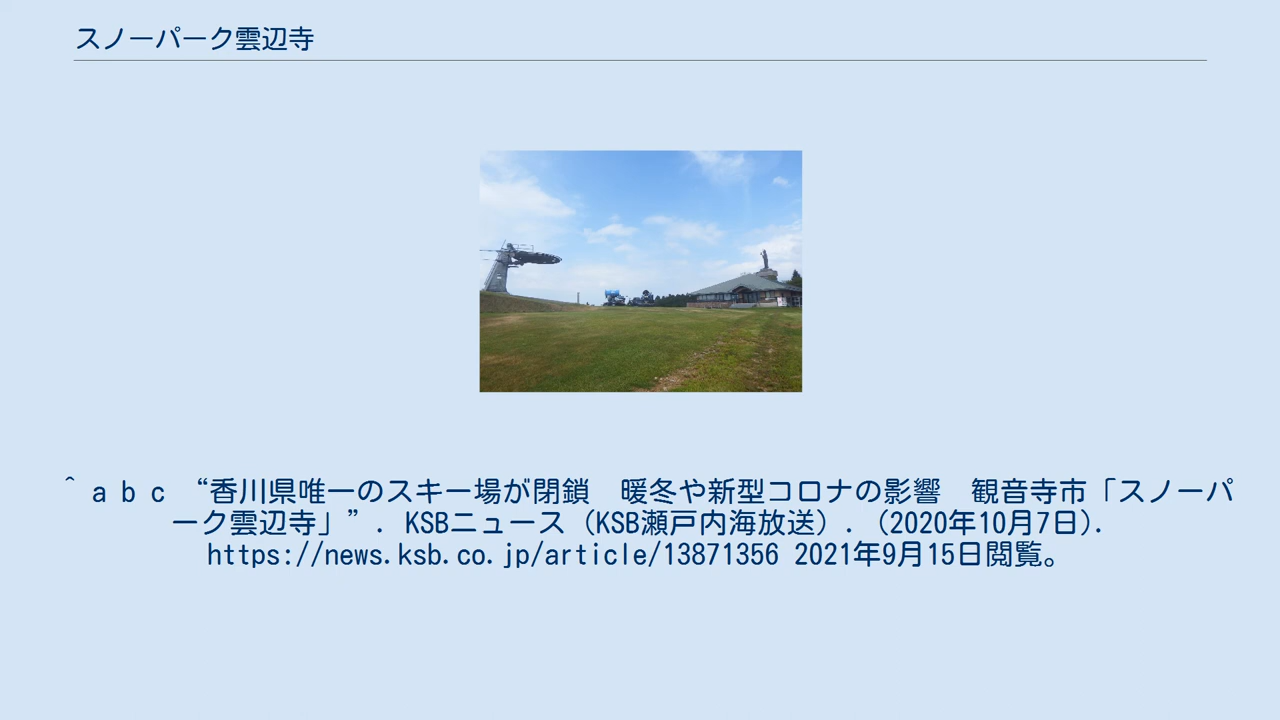 スノーパーク雲辺寺
^ a b c “香川県唯一のスキー場が閉鎖　暖冬や新型コロナの影響　観音寺市「スノーパ
ーク雲辺寺」”. KSBニュース（KSB瀬戸内海放送）. (2020年10月7日).
https://news.ksb.co.jp/article/13871356 2021年9月15日閲覧。